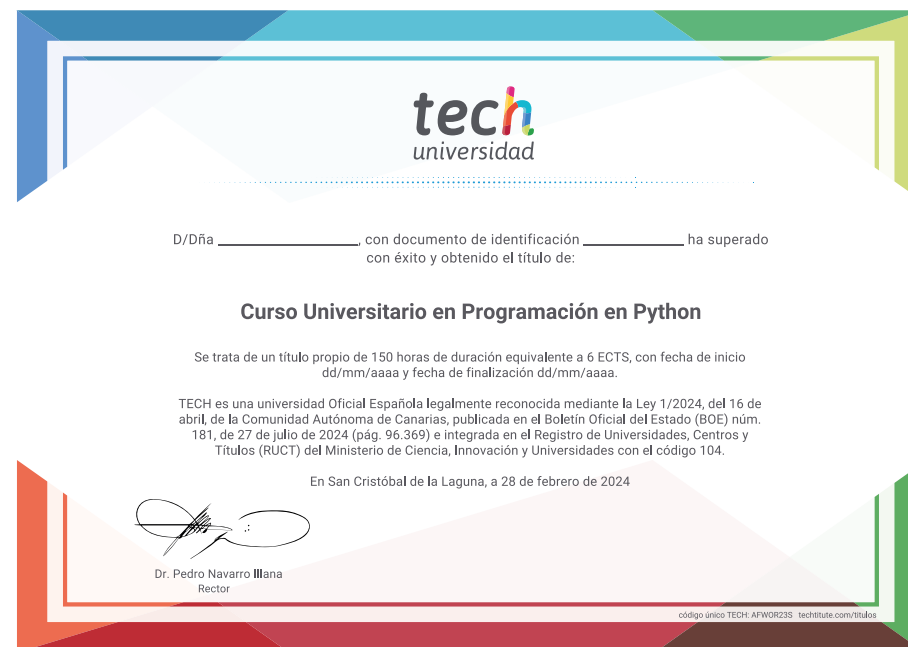 tech
universidad
D/Dña ______________, con documento de identificación __________ ha superado
con éxito y obtenido el título de:
Curso Universitario en Programación en Python
Se trata de un título propio de 150 horas de duración equivalente a 6 ECTS, con fecha de inicio
dd/mm/aaaa y fecha de finalización dd/mm/aaaa.
TECH es una universidad Oficial Española legalmente reconocida mediante la Ley 1/2024, del 16 de
abril, de la Comunidad Autónoma de Canarias, publicada en el Boletín Oficial del Estado (BOE) núm.
181, de 27 de julio de 2024 (pág. 96.369) e integrada en el Registro de Universidades, Centros y
Títulos (RUCT) del Ministerio de Ciencia, Innovación y Universidades con el código 104.
En San Cristóbal de la Laguna, a 28 de febrero de 2024
Dr. Pedro Navarro Illana
Rector
código único TECH: AFWOR23S techtitute.com/titulos